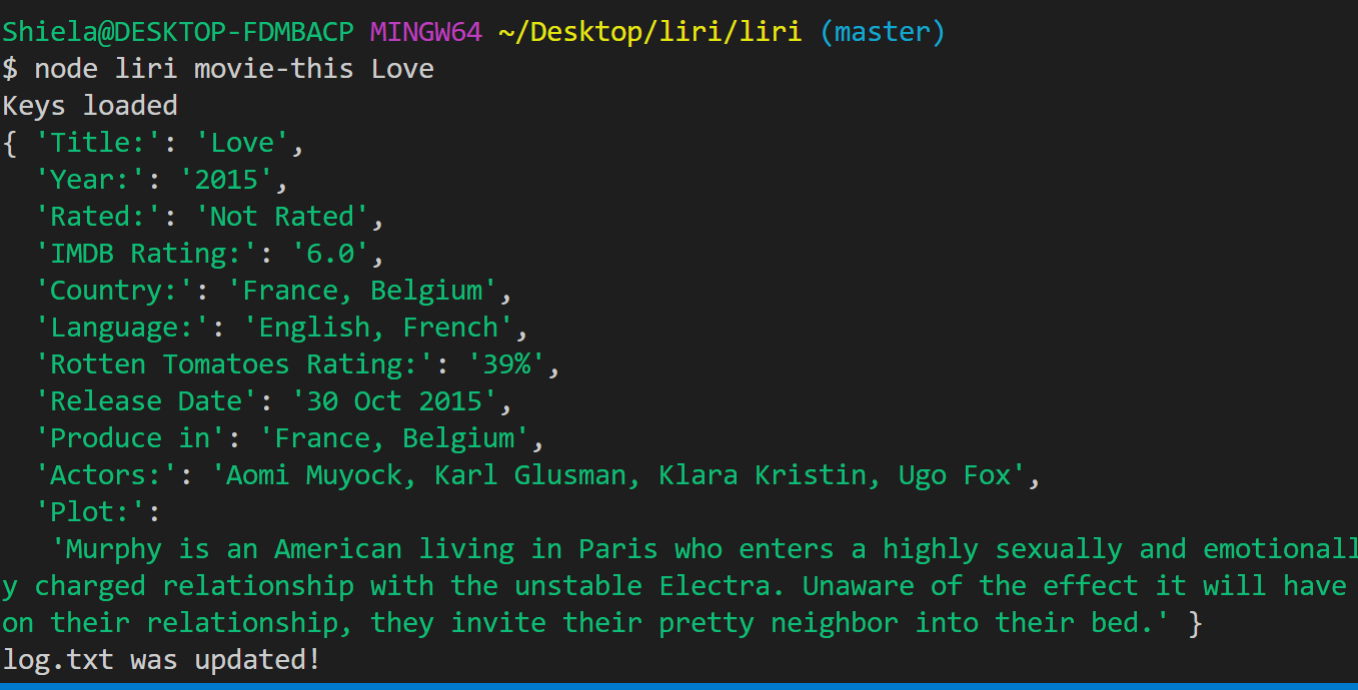 Shiela@DESKTOP-FDMBACP MINGW64 ~/Desktop/liri/liri (master)
$ node liri movie-this Love
Keys loaded
{ 'Title:': 'Love',
  'Year:': '2015',
  'Rated:': 'Not Rated',
  'IMDB Rating:': '6.0',
  'Country:': 'France, Belgium',
  'Language:': 'English, French',
  'Rotten Tomatoes Rating:': '39%',
  'Release Date': '30 Oct 2015',
  'Produce in': 'France, Belgium',
  'Actors:': 'Aomi Muyock, Karl Glusman, Klara Kristin, Ugo Fox',
  'Plot:':
   'Murphy is an American living in Paris who enters a highly sexually and emotionall
y charged relationship with the unstable Electra. Unaware of the effect it will have
on their relationship, they invite their pretty neighbor into their bed.' }
log.txt was updated!